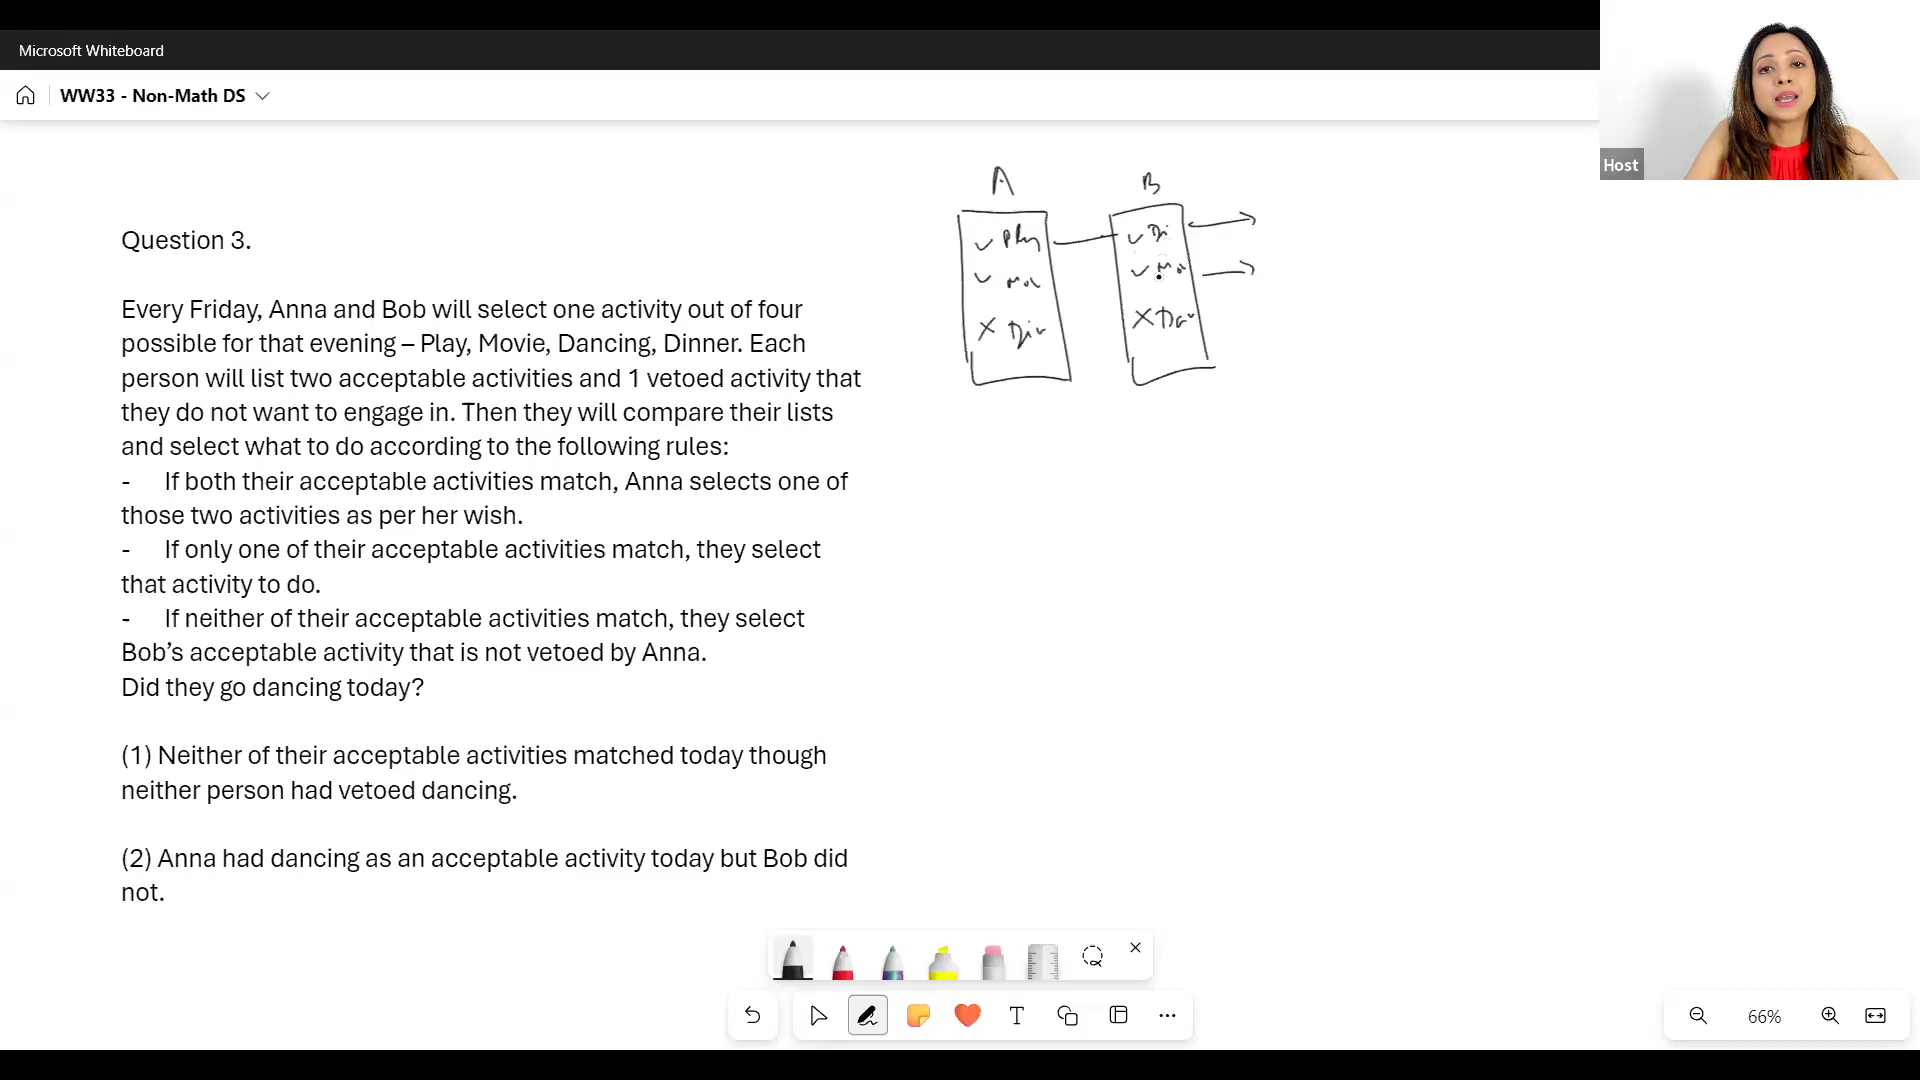 Microsoft Whiteboard
WW33 - Non-Math DS
Host
A
B
Question 3.
Every Friday, Anna and Bob will select one activity out of four
possible for that evening – Play, Movie, Dancing, Dinner. Each
person will list two acceptable activities and 1 vetoed activity that
they do not want to engage in. Then they will compare their lists
and select what to do according to the following rules:
- If both their acceptable activities match, Anna selects one of
those two activities as per her wish.
- If only one of their acceptable activities match, they select
that activity to do.
- If neither of their acceptable activities match, they select
Bob’s acceptable activity that is not vetoed by Anna.
Did they go dancing today?
(1) Neither of their acceptable activities matched today though
neither person had vetoed dancing.
(2) Anna had dancing as an acceptable activity today but Bob did
not.
66%